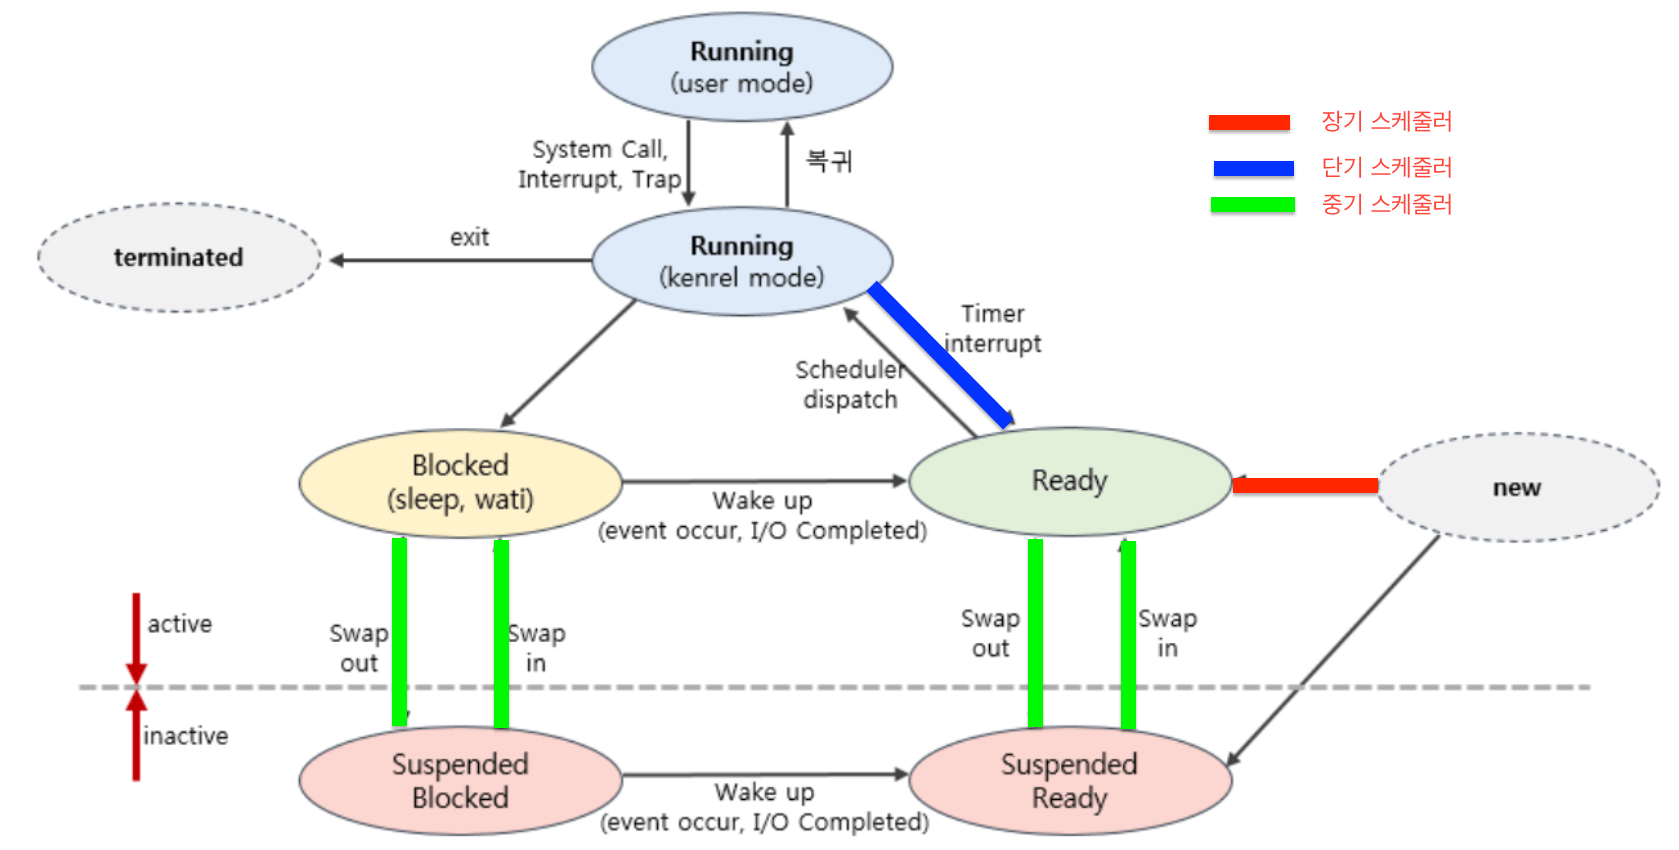 Running
(user mode)
System Call,
Interrupt, Trap
복귀
장기 스케줄러
단기 스케줄러
중기 스케줄러
terminated
exit
Running
(kenrel mode)
Timer
interrupt
Scheduler
dispatch
Blocked
(sleep, wati)
Wake up
(event occur, I/O Completed)
Ready
new
active
inactive
Swap
out
Swap
in
Swap
out
Swap
in
Suspended
Blocked
Wake up
(event occur, I/O Completed)
Suspended
Ready